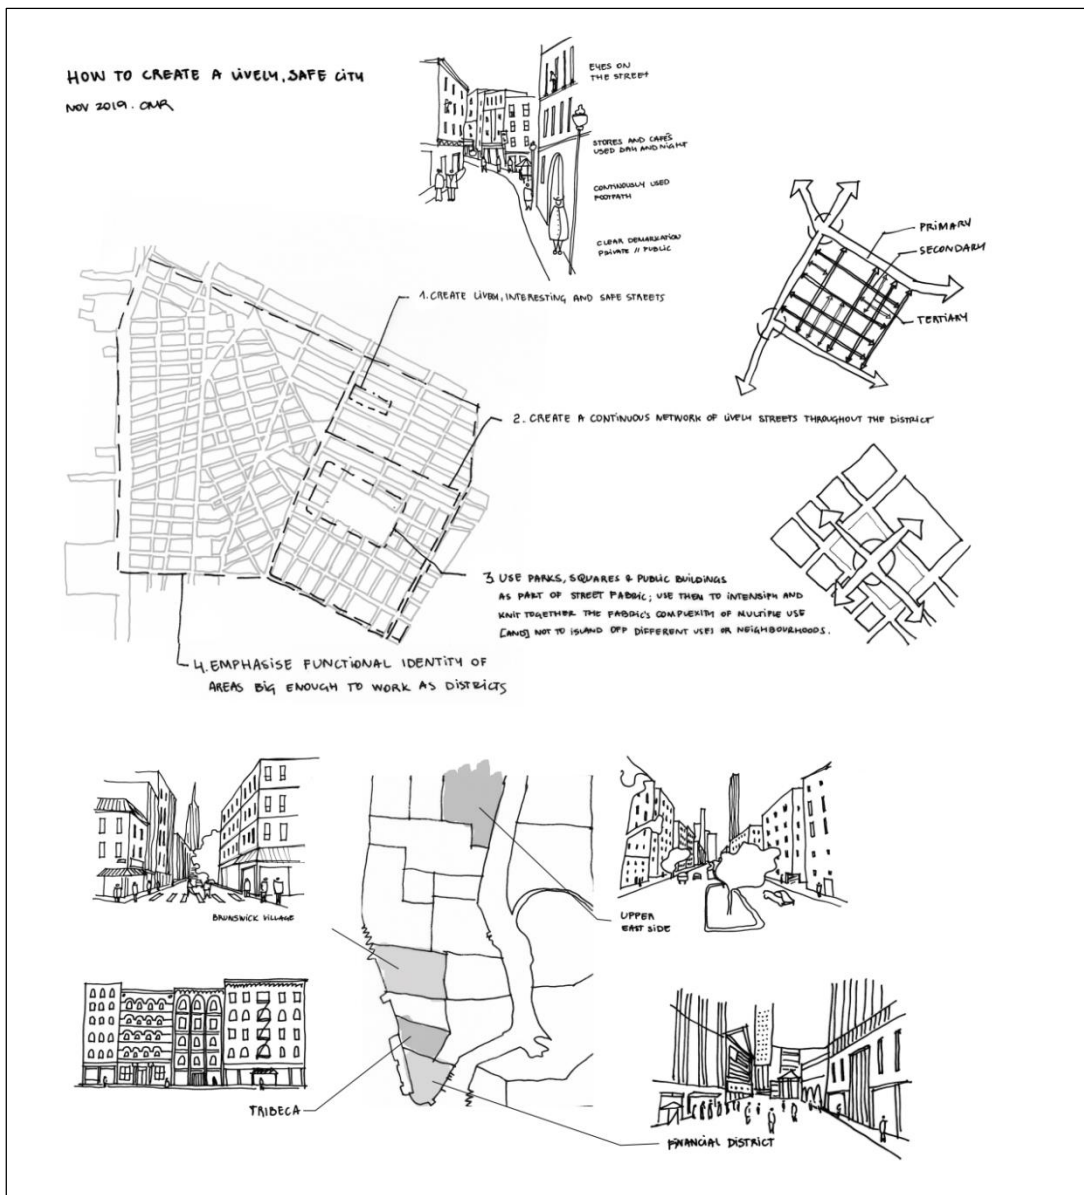 HOW TO CREATE A LIVELY, SAFE CITY
NOV 2019. CMR
EYES ON
THE STREET
STORES AND CAFE'S
USED DAY AND NIGHT
CONTINOUSLY USED
FOOTPATH
CLEAR DEMARKATION
PRIVATE // PUBLIC
PRIMARY
SECONDARY
TERTIARY
1. CREATE LIVELY, INTERESTING AND SAFE STREETS
2. CREATE A CONTINUOUS NETWORK OF LIVELY STREETS THROUGHOUT THE DISTRICT
3. USE PARKS, SQUARES & PUBLIC BUILDINGS
AS PART OF STREET FABRIC; USE THEM TO INTENSIFY AND
KNIT TOGETHER THE FABRIC'S COMPLEXITY OF MULTIPLE USE
[AND] NOT TO ISLAND OFF DIFFERENT USES OR NEIGHBOURHOODS.
4. EMPHASISE FUNCTIONAL IDENTITY OF
AREAS BIG ENOUGH TO WORK AS DISTRICTS
BRUNSWICK VILLAGE
UPPER
EAST SIDE
TRIBECA
FINANCIAL DISTRICT